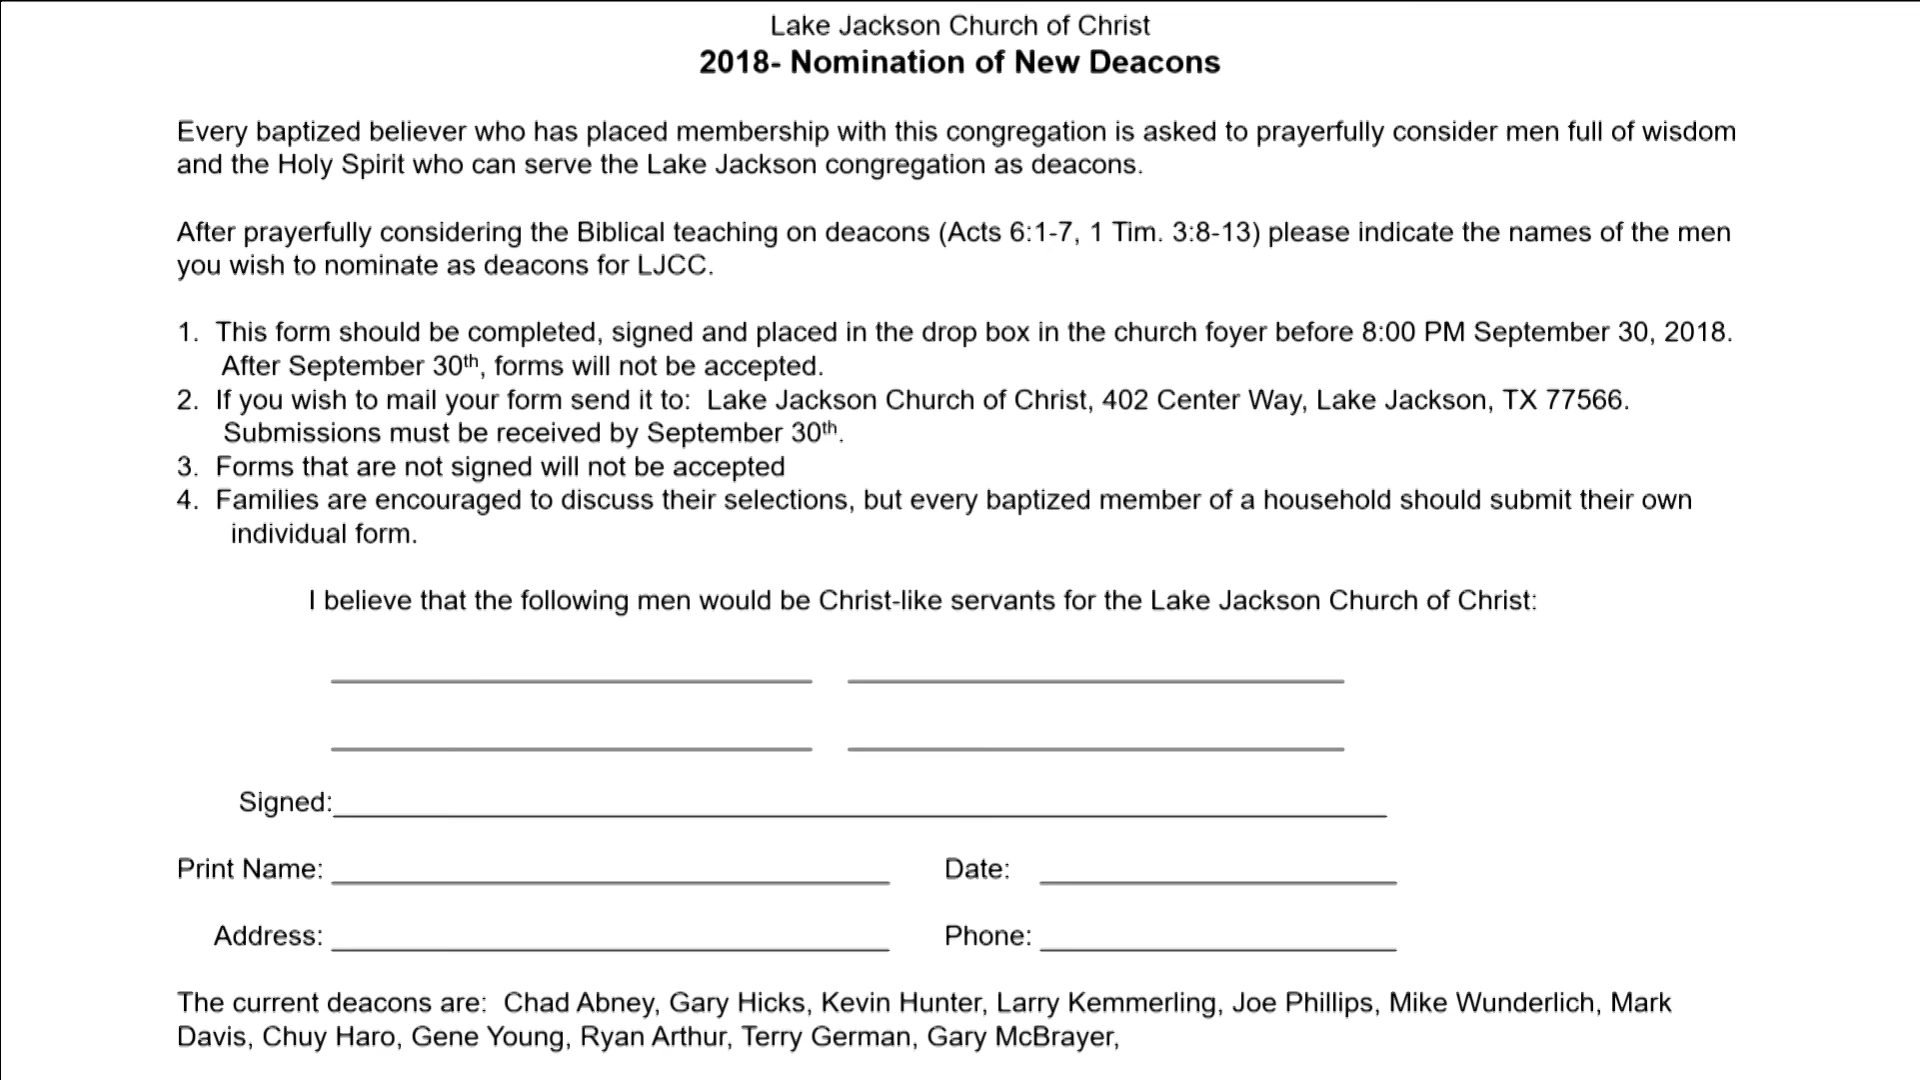 Lake Jackson Church of Christ
2018- Nomination of New Deacons
Every baptized believer who has placed membership with this congregation is asked to prayerfully consider men full of wisdom
and the Holy Spirit who can serve the Lake Jackson congregation as deacons.
After prayerfully considering the Biblical teaching on deacons (Acts 6:1-7, 1 Tim. 3:8-13) please indicate the names of the men
you wish to nominate as deacons for LJCC.
1. This form should be completed, signed and placed in the drop box in the church foyer before 8:00 PM September 30, 2018.
After September 30th, forms will not be accepted.
2. If you wish to mail your form send it to: Lake Jackson Church of Christ, 402 Center Way, Lake Jackson, TX 77566.
Submissions must be received by September 30th.
3. Forms that are not signed will not be accepted
4. Families are encouraged to discuss their selections, but every baptized member of a household should submit their own
individual form.
I believe that the following men would be Christ-like servants for the Lake Jackson Church of Christ:
Signed:
Print Name: Date:
Address: Phone:
The current deacons are: Chad Abney, Gary Hicks, Kevin Hunter, Larry Kemmerling, Joe Phillips, Mike Wunderlich, Mark
Davis, Chuy Haro, Gene Young, Ryan Arthur, Terry German, Gary McBrayer,